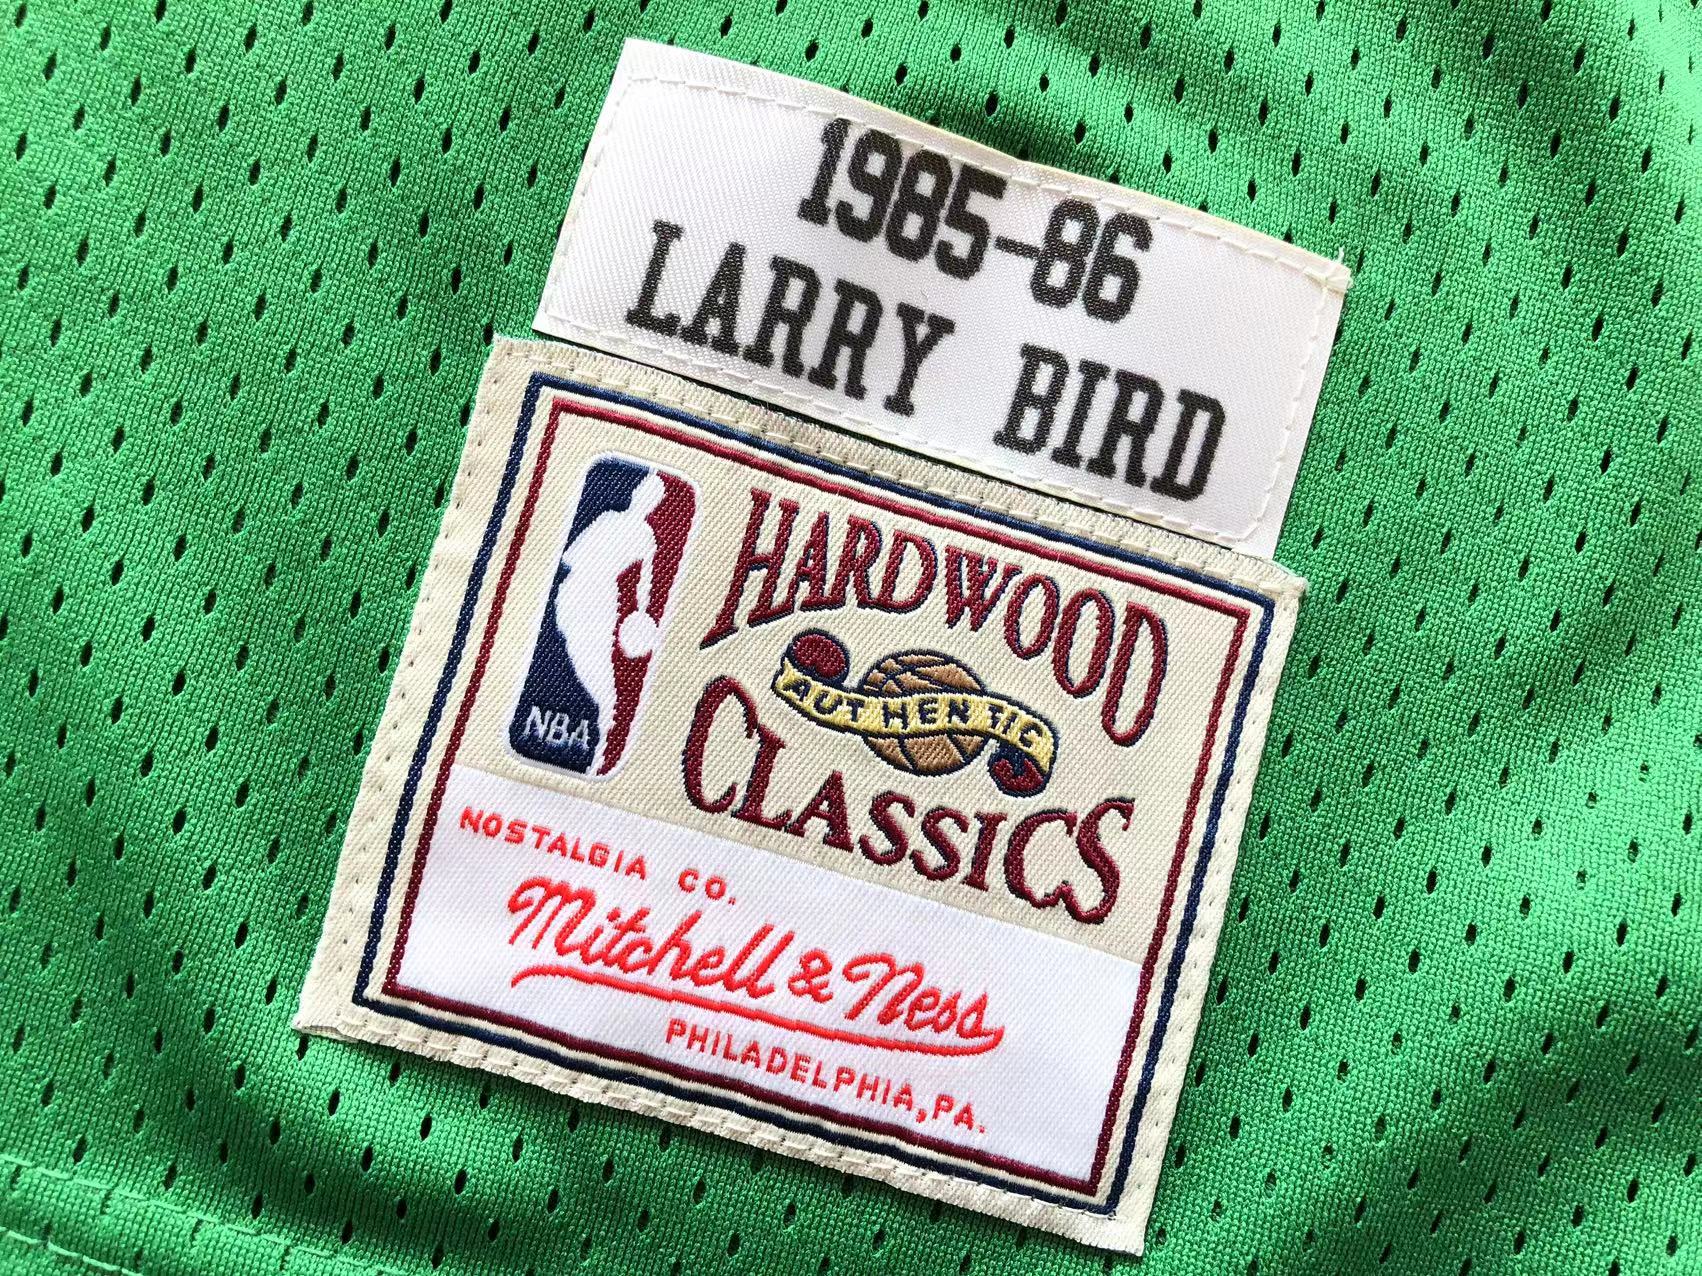 1985-86
LARRY BIRD
HARDWOOD
AUTHENTIC
CLASSICS
NBA
NOSTALGIA CO.
Mitchell & Ness
PHILADELPHIA, PA.